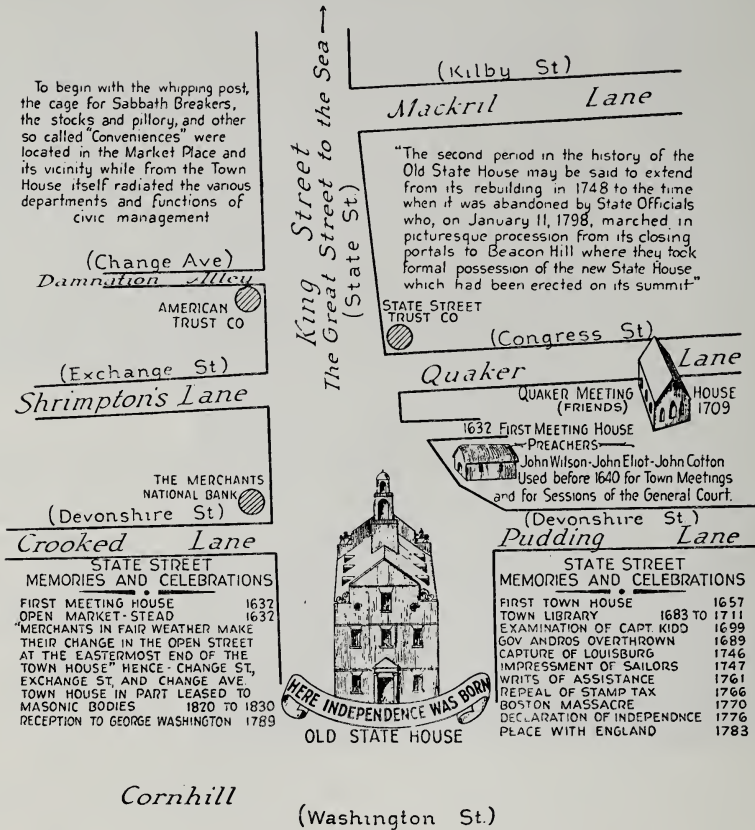 To begin with the whipping post,
the cage for Sabbath Breakers,
the stocks and pillory, and other
so called "Conveniences" were
located in the Market Place and
its vicinity while from the Town
House itself radiated the various
departments and functions of
civic management
King Street
The Great Street to the Sea
(State St)
(Kilby St)
Mackril Lane
"The second period in the history of the
Old State House may be said to extend
from its rebuilding in 1748 to the time
when it was abandoned by State Officials
who, on January 11, 1798, marched in
picturesque procession from its closing
portals to Beacon Hill where they took
formal possession of the new State House
which had been erected on its summit"
(Change Ave)
Damnation Alley
AMERICAN
TRUST CO
STATE STREET
TRUST CO
(Congress St)
Quaker Lane
(Exchange St)
Shrimpton's Lane
QUAKER MEETING HOUSE
(FRIENDS) 1709
1632 FIRST MEETING HOUSE
PREACHERS
John Wilson-John Eliot-John Cotton
Used before 1640 for Town Meetings
and for Sessions of the General Court.
THE MERCHANTS
NATIONAL BANK
(Devonshire St)
Crooked Lane
(Devonshire St)
Pudding Lane
STATE STREET
MEMORIES AND CELEBRATIONS
FIRST MEETING HOUSE 1632
OPEN MARKET-STEAD 1632
"MERCHANTS IN FAIR WEATHER MAKE
THEIR CHANGE IN THE OPEN STREET
AT THE EASTERMOST END OF THE
TOWN HOUSE" HENCE-CHANGE ST,
EXCHANGE ST, AND CHANGE AVE.
TOWN HOUSE IN PART LEASED TO
MASONIC BODIES 1820 TO 1830
RECEPTION TO GEORGE WASHINGTON 1789
STATE STREET
MEMORIES AND CELEBRATIONS
FIRST TOWN HOUSE 1657
TOWN LIBRARY 1683 TO 1711
EXAMINATION OF CAPT. KIDD 1699
GOV ANDROS OVERTHROWN 1689
CAPTURE OF LOUISBURG 1746
IMPRESSMENT OF SAILORS 1747
WRITS OF ASSISTANCE 1761
REPEAL OF STAMP TAX 1766
BOSTON MASSACRE 1770
DECLARATION OF INDEPENDNCE 1776
PEACE WITH ENGLAND 1783
HERE INDEPENDENCE WAS BORN
OLD STATE HOUSE
Cornhill
(Washington St.)